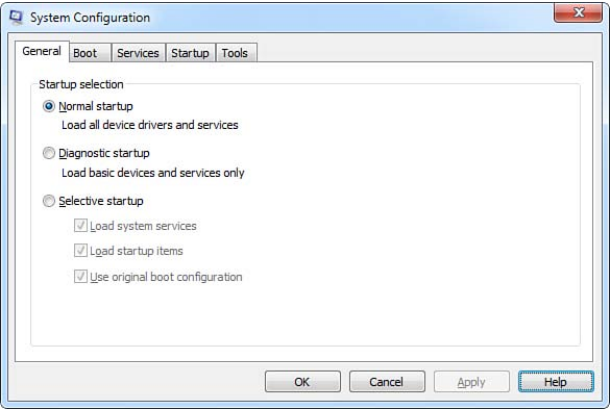 System Configuration
General Boot Services Startup Tools
Startup selection
Normal startup
Load all device drivers and services
Diagnostic startup
Load basic devices and services only
Selective startup
Load system services
Load startup items
Use original boot configuration
OK Cancel Apply Help